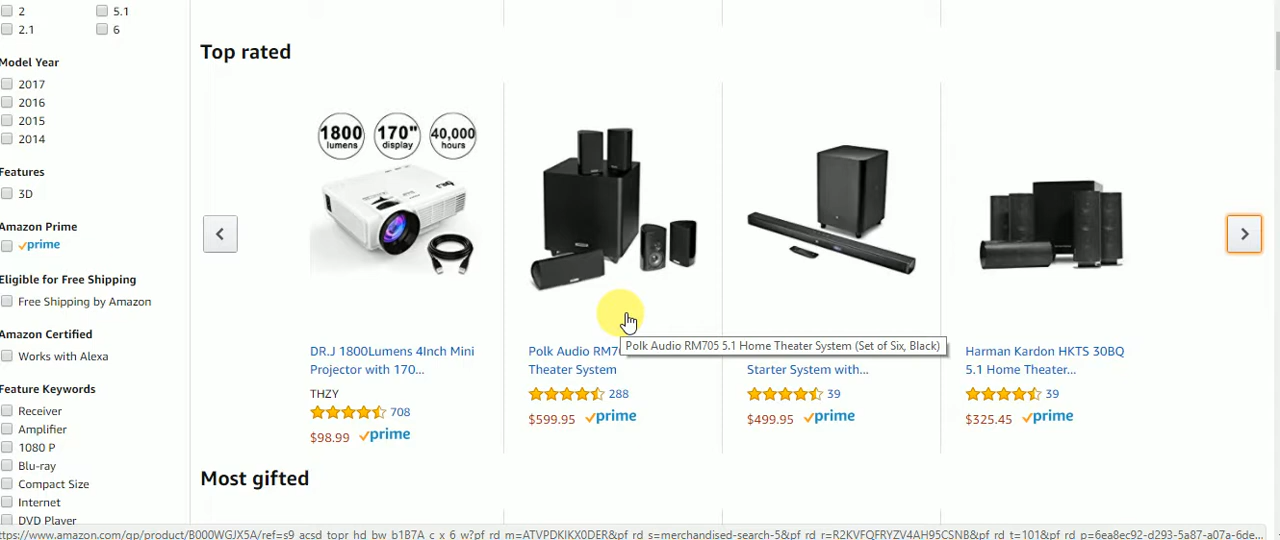 2
5.1
2.1
6
Model Year
2017
2016
2015
2014
Features
3D
Amazon Prime
prime
Eligible for Free Shipping
Free Shipping by Amazon
Amazon Certified
Works with Alexa
Feature Keywords
Receiver
Amplifier
1080 P
Blu-ray
Compact Size
Internet
DVD Player
Top rated
1800 lumens
170" display
40,000 hours
DR.J 1800Lumens 4Inch Mini
Projector with 170...
THZY
708
$98.99 prime
Polk Audio RM7
Theater System
288
$599.95 prime
Polk Audio RM705 5.1 Home Theater System (Set of Six, Black)
Starter System with...
39
$499.95 prime
Harman Kardon HKTS 30BQ
5.1 Home Theater...
39
$325.45 prime
Most gifted